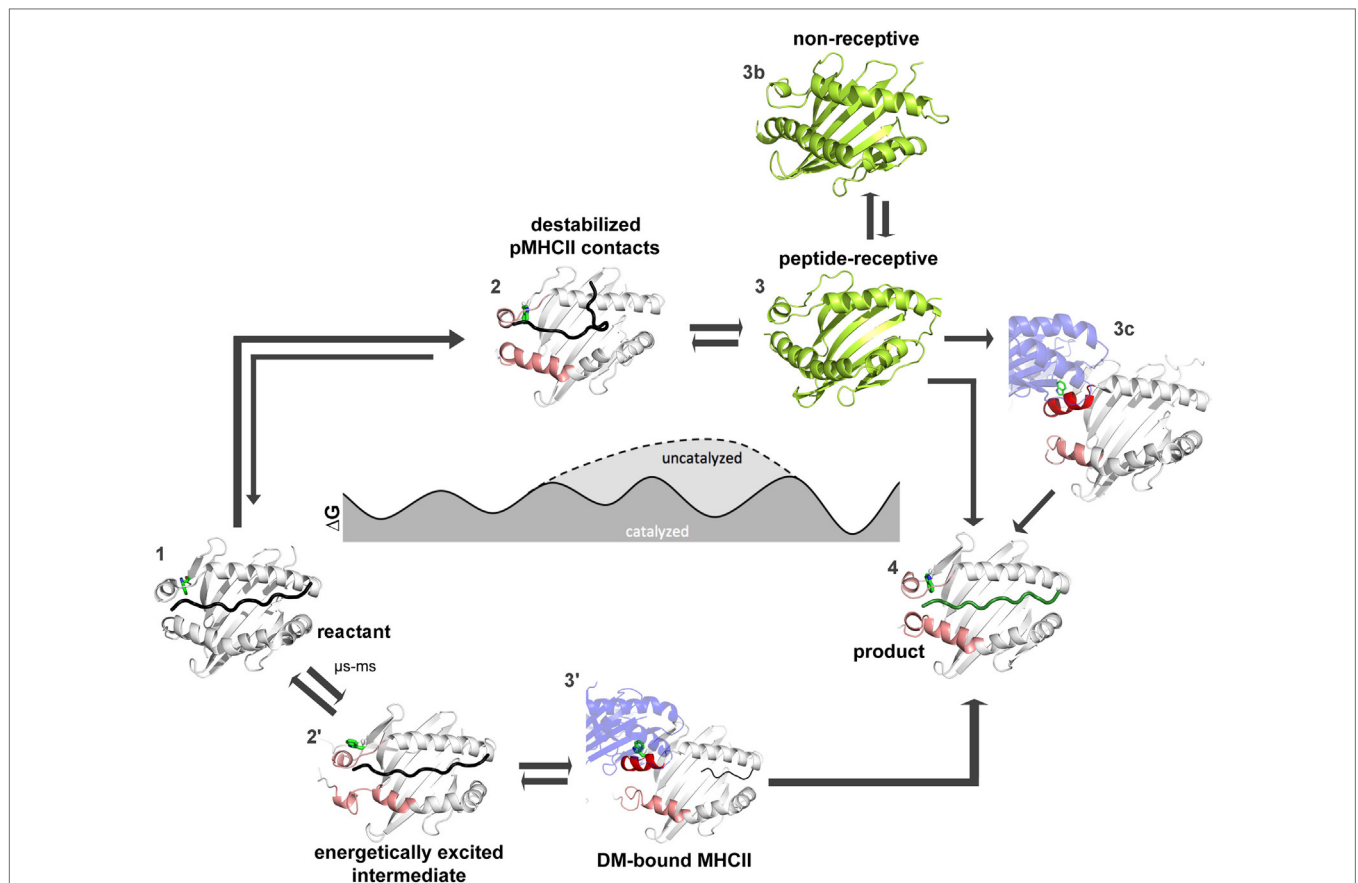 non-receptive
3b
destabilized
pMHCII contacts
2
peptide-receptive
3
3c
uncatalyzed
ΔG
catalyzed
1
reactant
4
product
µs-ms
2'
3'
energetically excited
intermediate
DM-bound MHCII